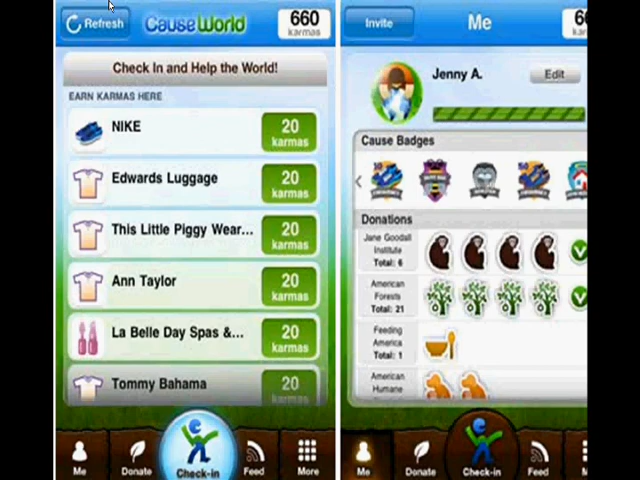 Refresh
CauseWorld
660
karmas
Check In and Help the World!
EARN KARMAS HERE
NIKE
20
karmas
Edwards Luggage
20
karmas
This Little Piggy Wear...
20
karmas
Ann Taylor
20
karmas
La Belle Day Spas &...
20
karmas
Tommy Bahama
20
Me
Donate
Check-in
Feed
More
Invite
Me
karmas
Jenny A.
Edit
Cause Badges
Donations
Jane Goodall
Institute
Total: 6
American
Forests
Total: 21
Feeding
America
Total: 1
American
Humane
Me
Donate
Check-in
Feed